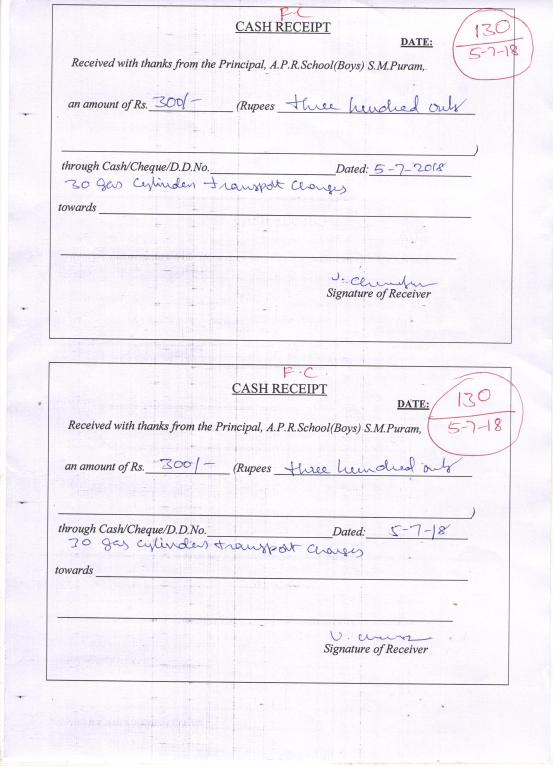 F.C
CASH RECEIPT
130
DATE:
5-7-18
Received with thanks from the Principal, A.P.R.School(Boys) S.M.Puram,
an amount of Rs. 300/- (Rupees three hundred only
)
through Cash/Cheque/D.D.No. Dated: 5-7-2018
30 gas cylinders transport charges
towards
Signature of Receiver
F.C.
CASH RECEIPT
130
DATE:
5-7-18
Received with thanks from the Principal, A.P.R.School(Boys) S.M.Puram,
an amount of Rs. 300/- (Rupees three hundred only
)
through Cash/Cheque/D.D.No. Dated: 5-7-18
30 gas cylinders transport charges
towards
Signature of Receiver